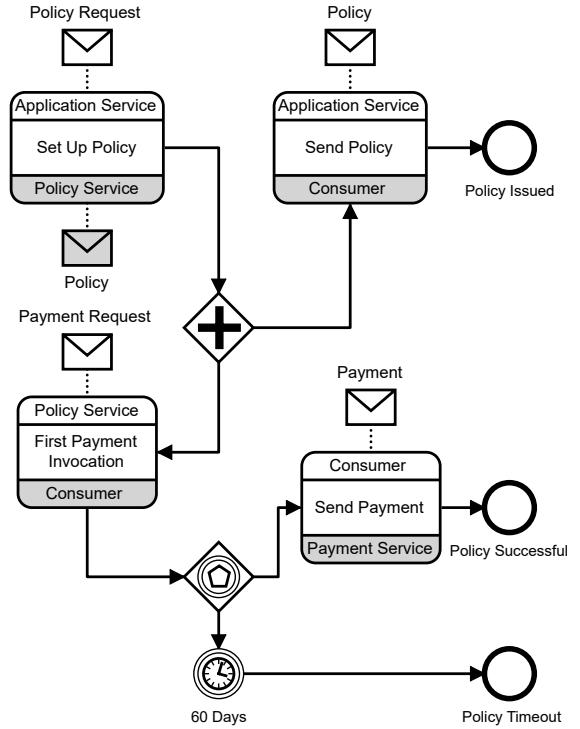 Policy Request
Policy
Application Service
Set Up Policy
Policy Service
Application Service
Send Policy
Consumer
Policy Issued
Policy
Payment Request
Policy Service
First Payment
Invocation
Consumer
Payment
Consumer
Send Payment
Payment Service
Policy Successful
60 Days
Policy Timeout